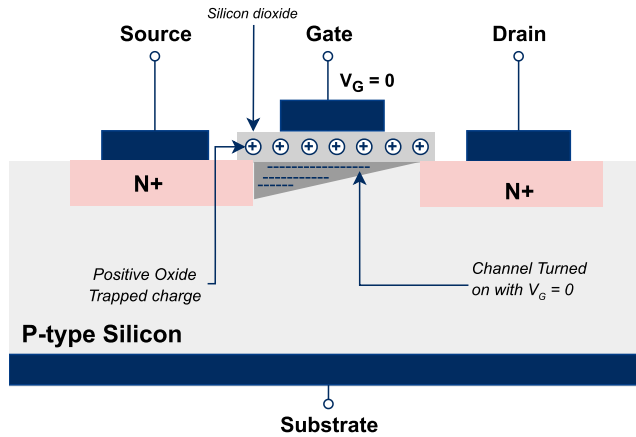 Silicon dioxide
Source
Gate
Drain
V_G = 0
+ + + + + + +
N+
N+
Positive Oxide
Trapped charge
Channel Turned
on with V_G = 0
P-type Silicon
Substrate